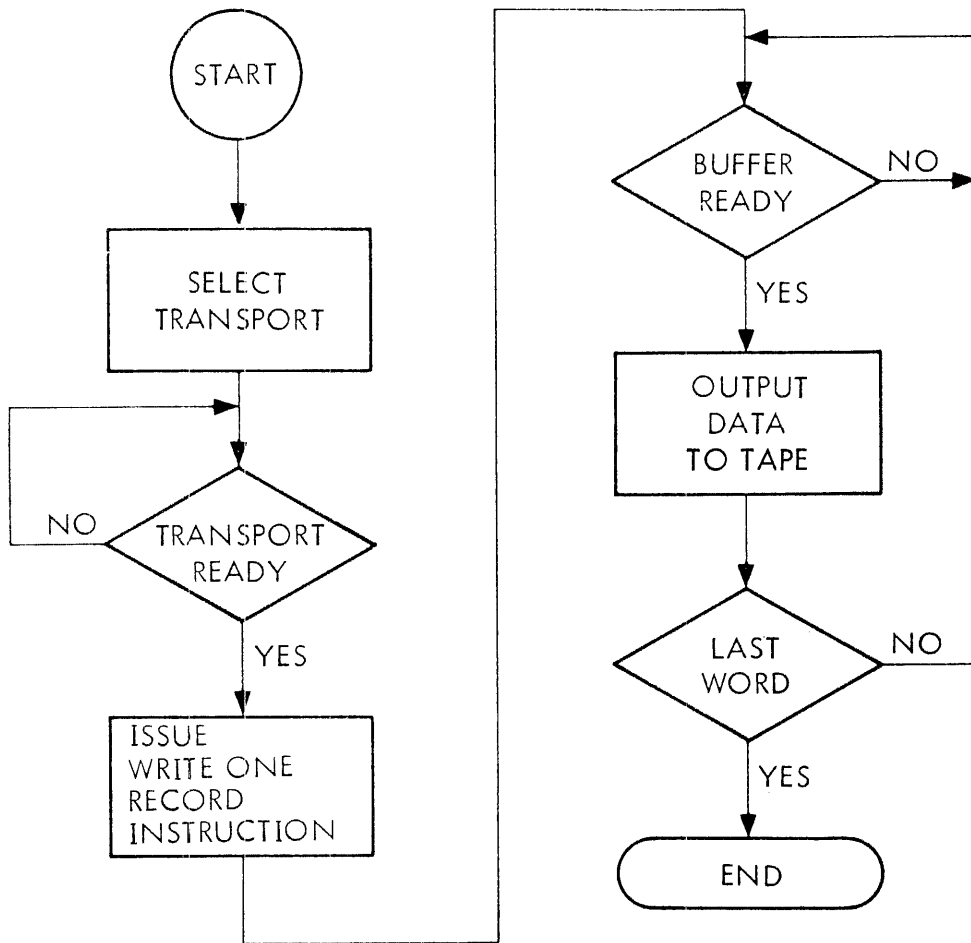 START
SELECT
TRANSPORT
NO
TRANSPORT
READY
YES
ISSUE
WRITE ONE
RECORD
INSTRUCTION
BUFFER
READY
NO
YES
OUTPUT
DATA
TO TAPE
LAST
WORD
NO
YES
END